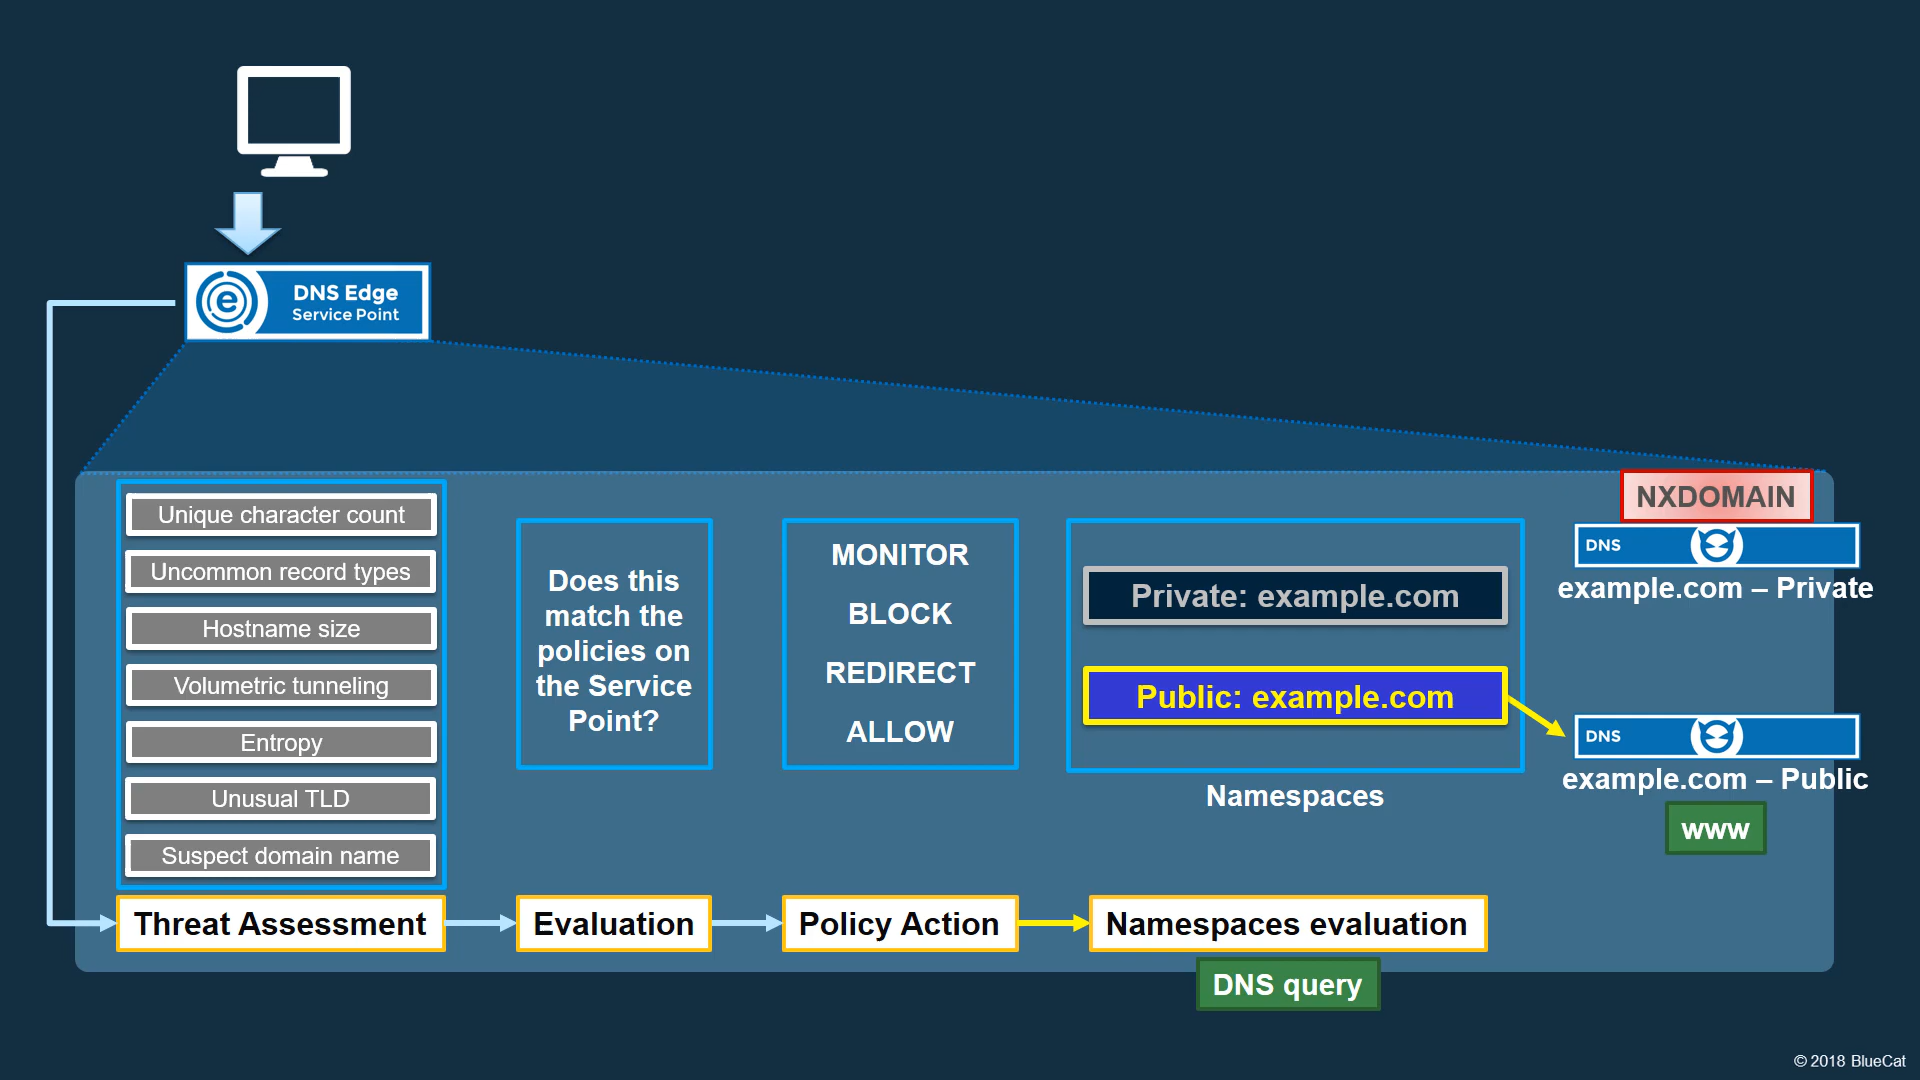 DNS Edge
Service Point
Unique character count
Uncommon record types
Hostname size
Volumetric tunneling
Entropy
Unusual TLD
Suspect domain name
Threat Assessment
Does this
match the
policies on
the Service
Point?
Evaluation
MONITOR
BLOCK
REDIRECT
ALLOW
Policy Action
Private: example.com
Public: example.com
Namespaces
Namespaces evaluation
DNS query
NXDOMAIN
DNS
example.com – Private
DNS
example.com – Public
www
© 2018 BlueCat